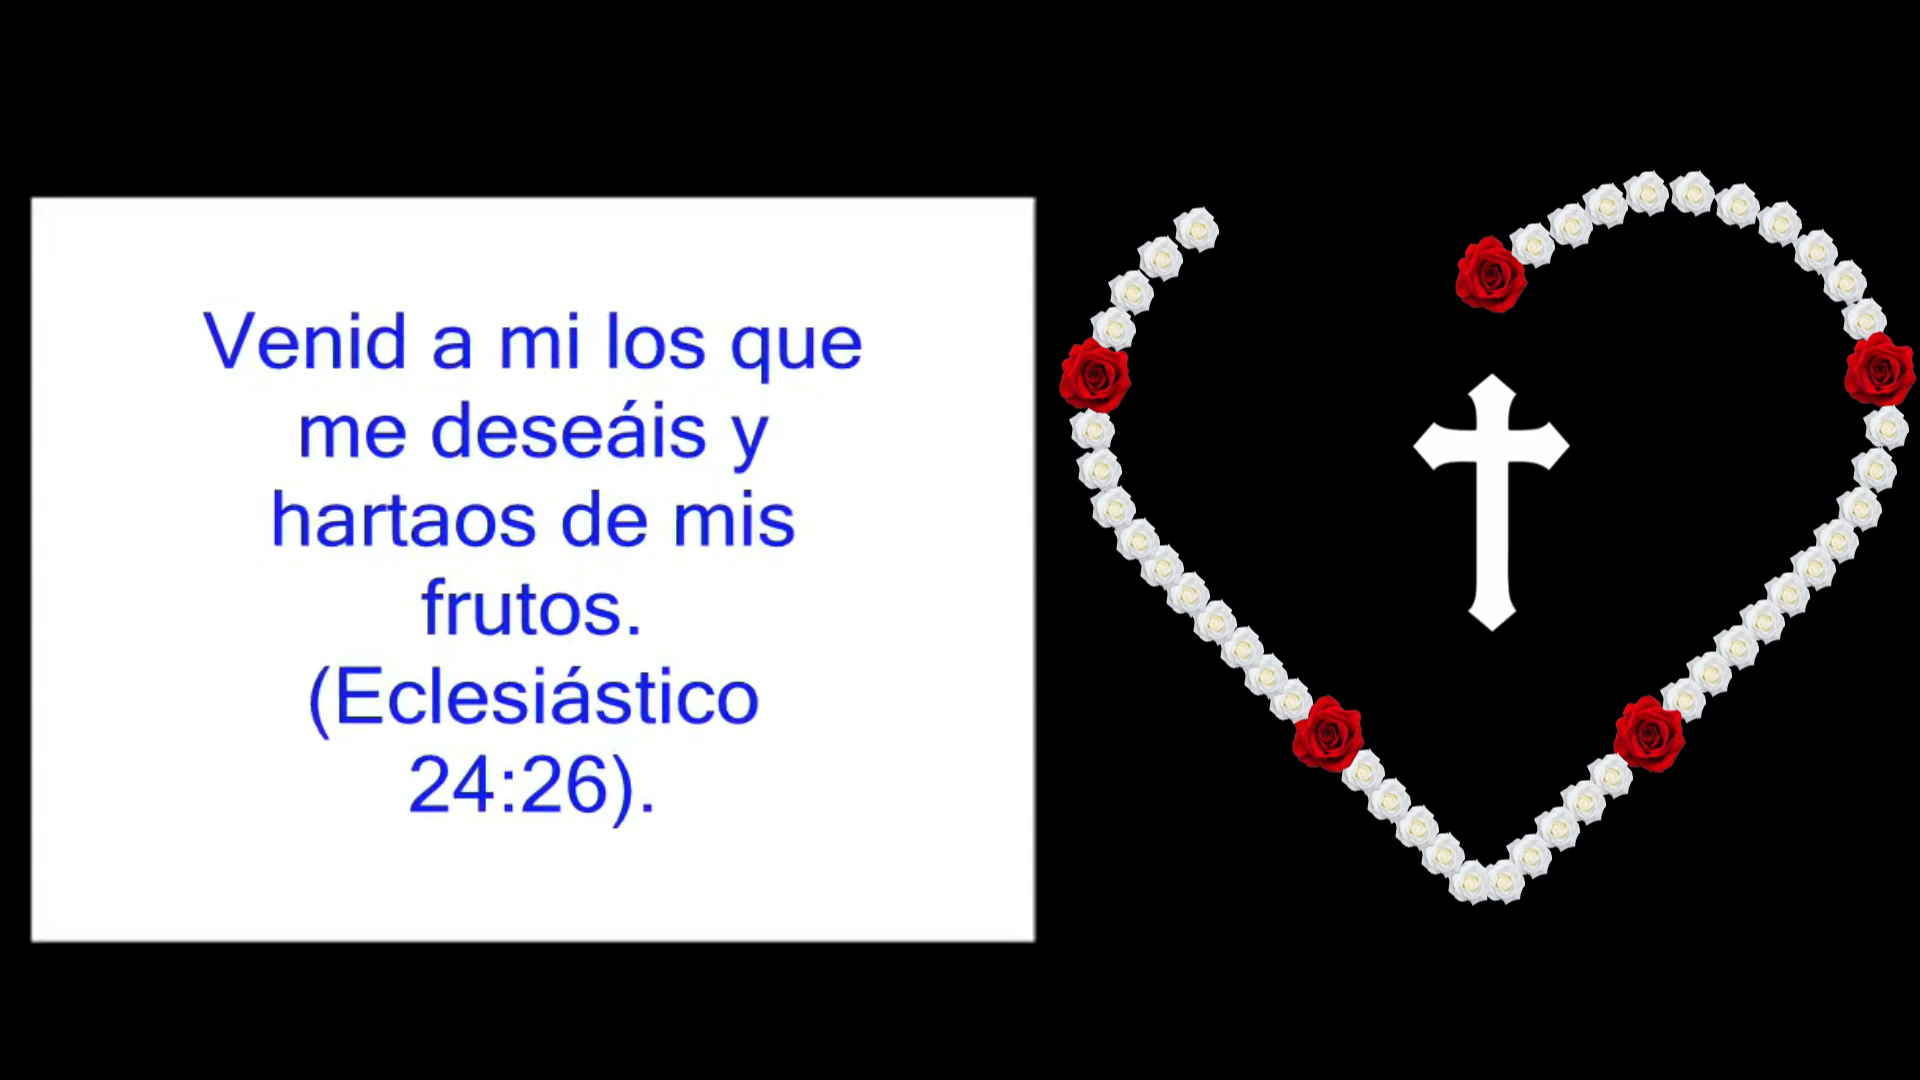 Venid a mi los que
me deseáis y
hartaos de mis
frutos.
(Eclesiástico
24:26).